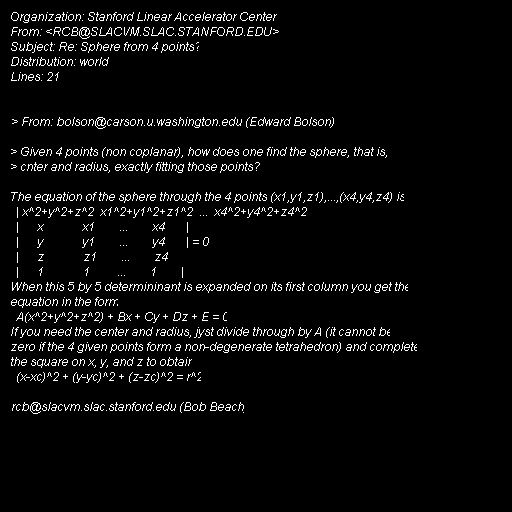 Organization: Stanford Linear Accelerator Center
From: <RCB@SLACVM.SLAC.STANFORD.EDU>
Subject: Re: Sphere from 4 points?
Distribution: world
Lines: 21

> From: bolson@carson.u.washington.edu (Edward Bolson)

> Given 4 points (non coplanar), how does one find the sphere, that is,
> cnter and radius, exactly fitting those points?

The equation of the sphere through the 4 points (x1,y1,z1),...,(x4,y4,z4) is
| x^2+y^2+z^2 x1^2+y1^2+z1^2 ... x4^2+y4^2+z4^2
| x x1 ... x4 |
| y y1 ... y4 | = 0
| z z1 ... z4
| 1 1 ... 1 |
When this 5 by 5 determininant is expanded on its first column you get the
equation in the form
A(x^2+y^2+z^2) + Bx + Cy + Dz + E = 0
If you need the center and radius, jyst divide through by A (it cannot be
zero if the 4 given points form a non-degenerate tetrahedron) and complete
the square on x, y, and z to obtain
(x-xc)^2 + (y-yc)^2 + (z-zc)^2 = r^2

rcb@slacvm.slac.stanford.edu (Bob Beach)